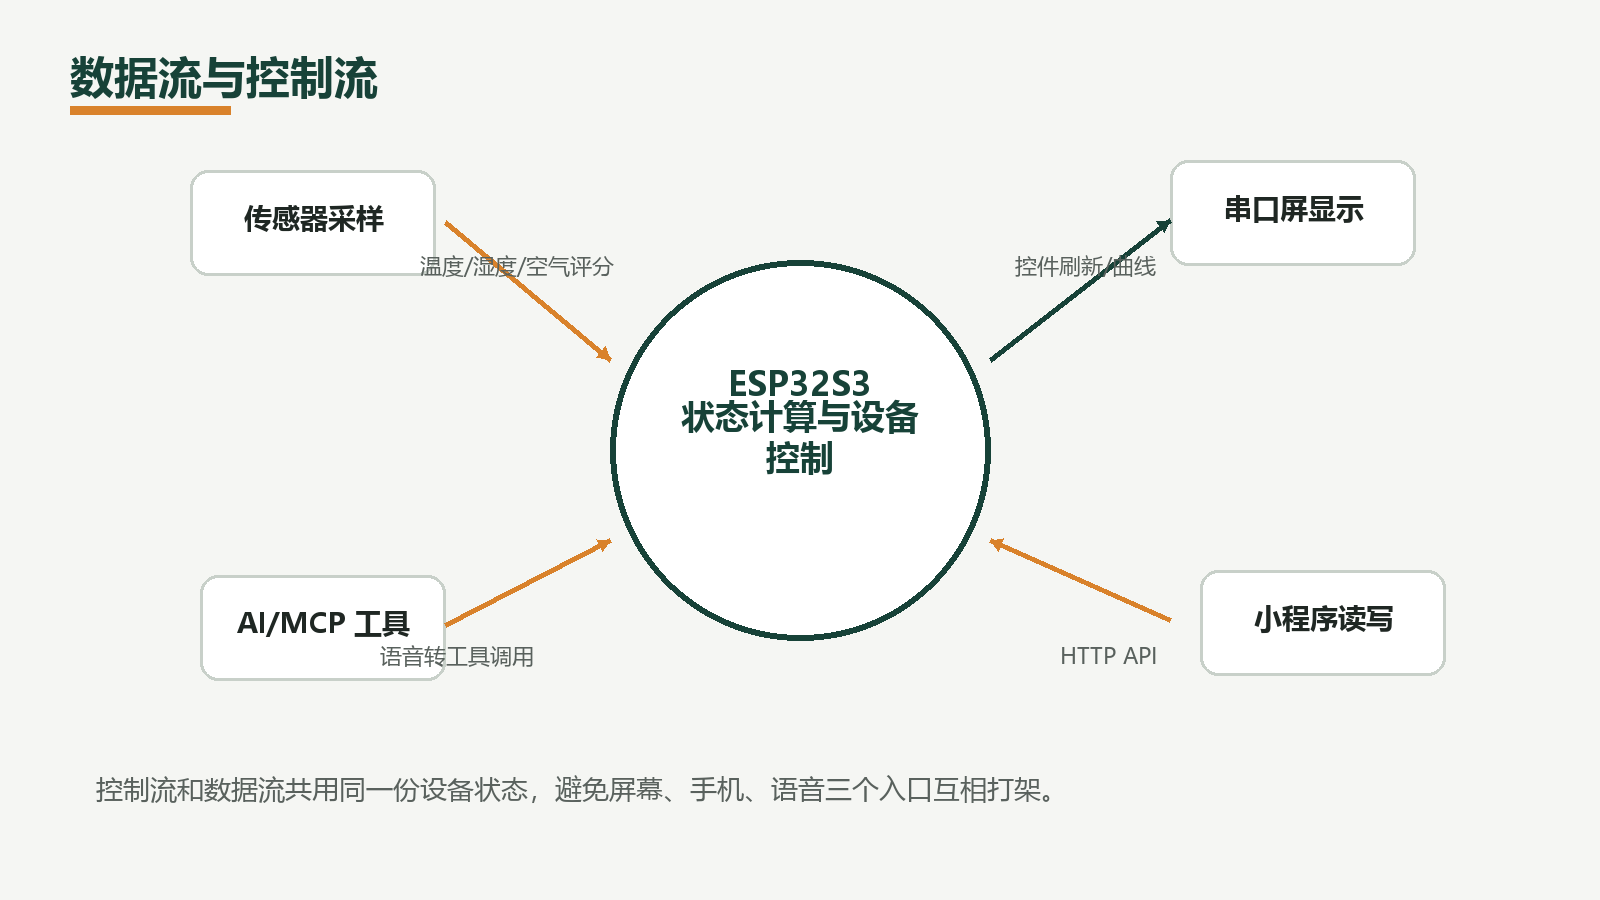 数据流与控制流
传感器采样
串口屏显示
温度/湿度/空气评分
控件刷新/曲线
ESP32S3
状态计算与设备
控制
AI/MCP 工具
小程序读写
语音转工具调用
HTTP API
控制流和数据流共用同一份设备状态，避免屏幕、手机、语音三个入口互相打架。